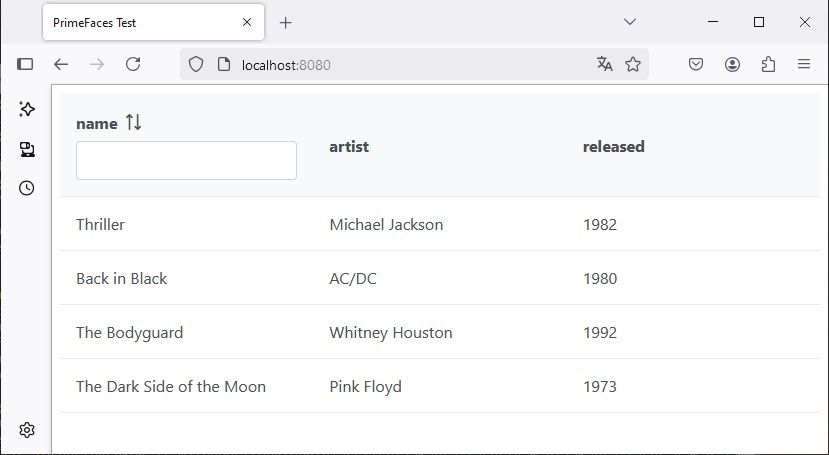 PrimeFaces Test
localhost:8080
name
artist
released
Thriller Michael Jackson 1982
Back in Black AC/DC 1980
The Bodyguard Whitney Houston 1992
The Dark Side of the Moon Pink Floyd 1973